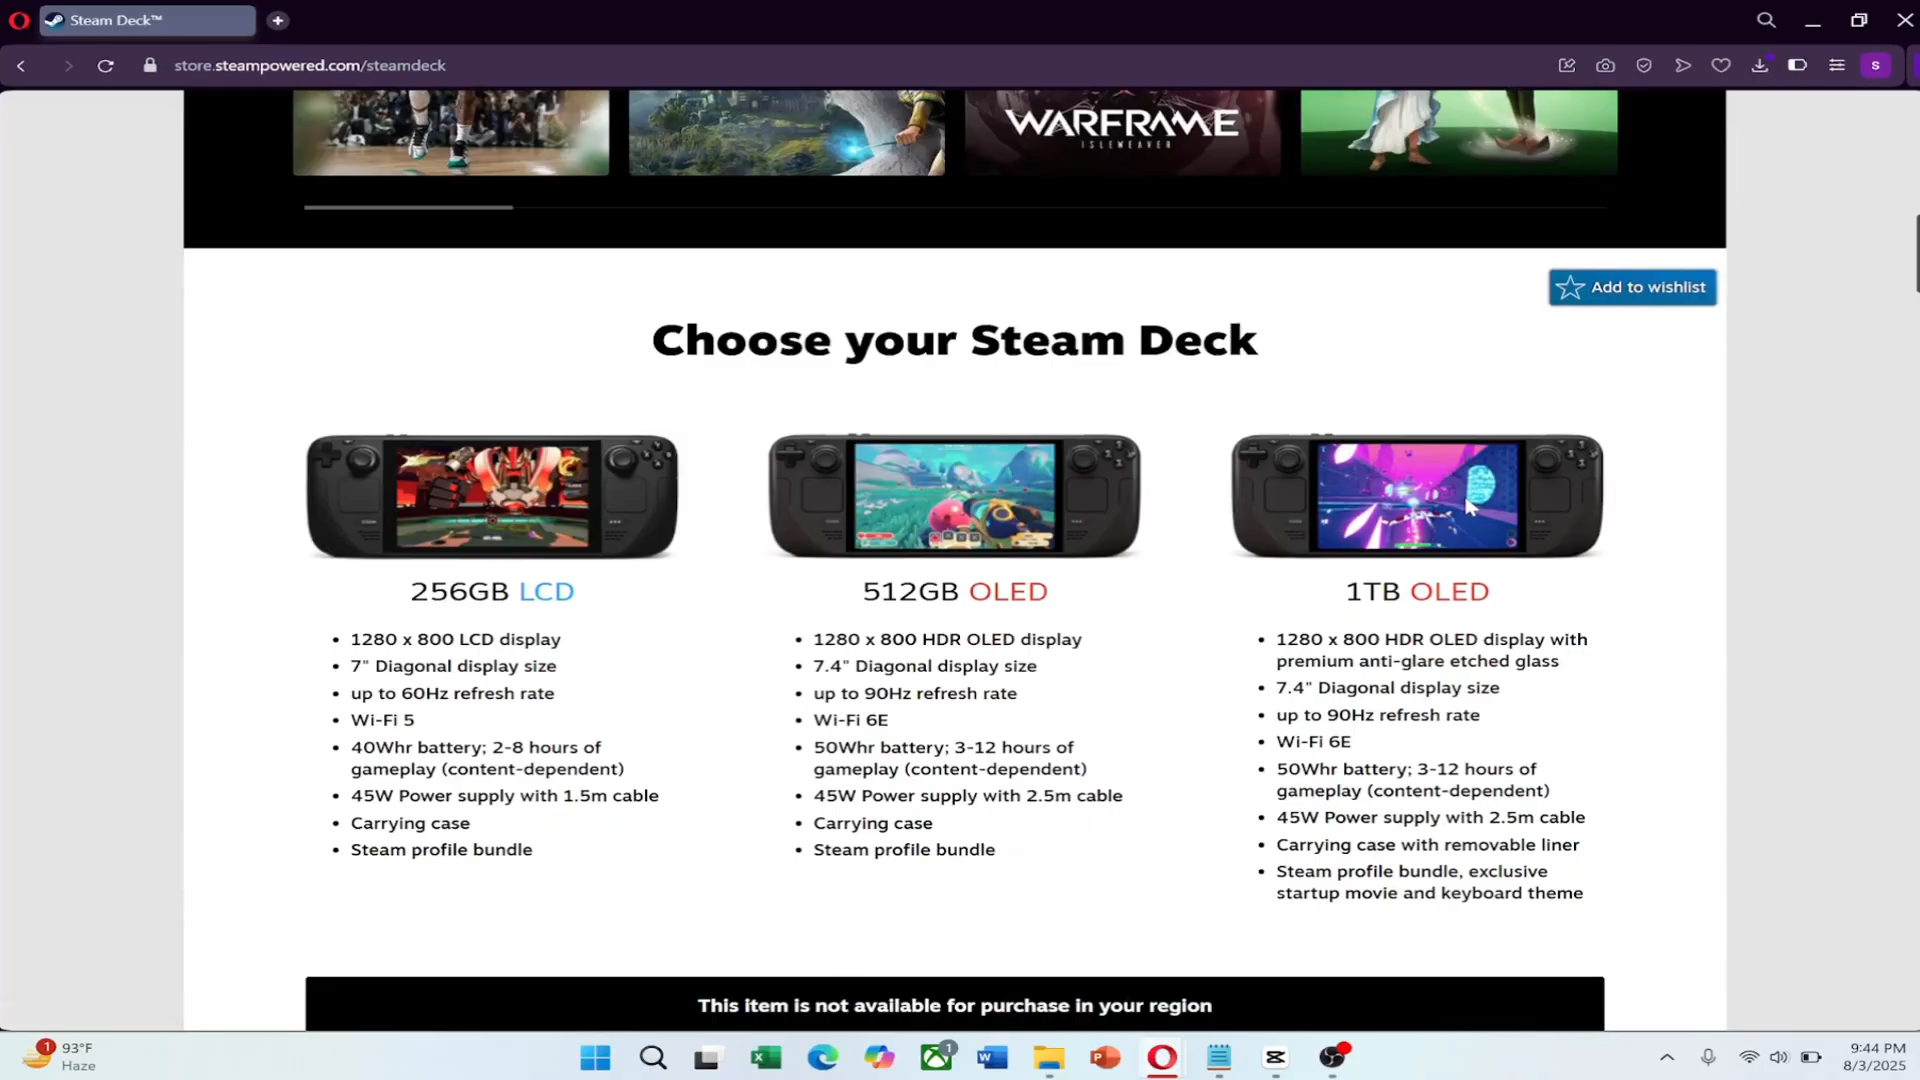 Steam Deck™
store.steampowered.com/steamdeck
S
WARFRAME
ISLEWEAVER
Add to wishlist
Choose your Steam Deck
256GB LCD
• 1280 x 800 LCD display
• 7" Diagonal display size
• up to 60Hz refresh rate
• Wi-Fi 5
• 40Whr battery; 2-8 hours of
gameplay (content-dependent)
• 45W Power supply with 1.5m cable
• Carrying case
• Steam profile bundle
512GB OLED
• 1280 x 800 HDR OLED display
• 7.4" Diagonal display size
• up to 90Hz refresh rate
• Wi-Fi 6E
• 50Whr battery; 3-12 hours of
gameplay (content-dependent)
• 45W Power supply with 2.5m cable
• Carrying case
• Steam profile bundle
1TB OLED
• 1280 x 800 HDR OLED display with
premium anti-glare etched glass
• 7.4" Diagonal display size
• up to 90Hz refresh rate
• Wi-Fi 6E
• 50Whr battery; 3-12 hours of
gameplay (content-dependent)
• 45W Power supply with 2.5m cable
• Carrying case with removable liner
• Steam profile bundle, exclusive
startup movie and keyboard theme
This item is not available for purchase in your region
1
93°F
Haze
1
9:44 PM
8/3/2025